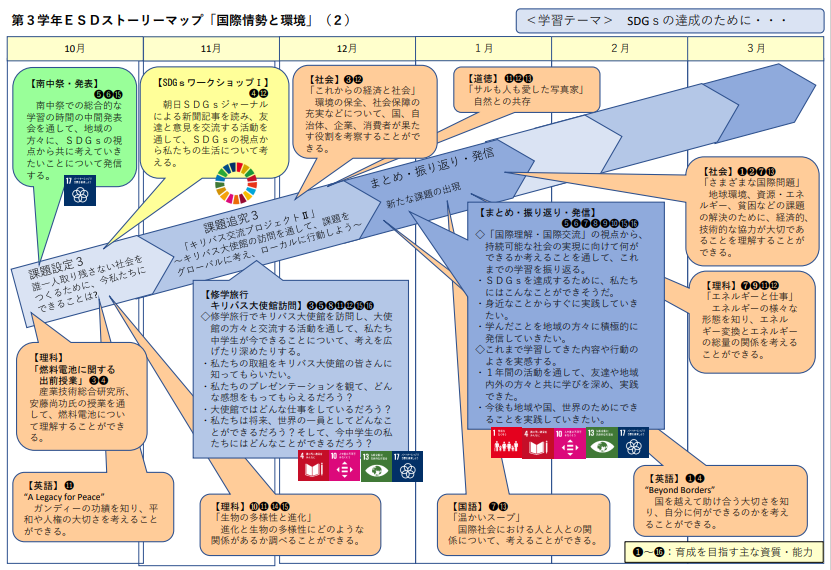 第３学年ＥＳＤストーリーマップ「国際情勢と環境」（２）
＜学習テーマ＞　SDGｓの達成のために・・・
10月
11月
12月
１月
２月
３月
【南中祭・発表】
❺❻⓯
南中祭での総合的な
学習の時間の中間発表
会を通して、地域の
方々に、ＳＤＧｓの視
点から共に考えていき
たいことについて発信
する。
17
【SDGｓワークショップⅠ】
❹⓬
朝日ＳＤＧｓジャーナル
による新聞記事を読み、友
達と意見を交流する活動を
通して、ＳＤＧｓの視点
から私たちの生活について考
える。
【社会】❸⓬
「これからの経済と社会」
環境の保全、社会保障の
充実などについて、国、自
治体、企業、消費者が果た
す役割を考察することがで
きる。
【道徳】⓫⓬⓭
「サルも人も愛した写真家」
自然との共存
課題設定３
誰一人取り残さない社会を
つくるために、今私たちに
できることは?
課題追究３
「キリバス交流プロジェクトⅡ」
～キリバス大使館の訪問を通して、課題を
グローバルに考え、ローカルに行動しよう～
まとめ・振り返り・発信
新たな課題の出現
【社会】❶❷❼⓭
「さまざまな国際問題」
地球環境、資源・エネ
ルギー、貧困などの課題
の解決のために、経済的、
技術的な協力が大切であ
ることを理解することが
できる。
【まとめ・振り返り・発信】
❺❻❼❽❾❿⓯⓰
◇「国際理解・国際交流」の視点から、
持続可能な社会の実現に向けて何が
できるか考えることを通して、これ
までの学習を振り返る。
・ＳＤＧｓを達成するために、私たち
にはこんなことができそうだ。
・身近なことからすぐに実践していき
たい。
・学んだことを地域の方々に積極的に
発信していきたい。
◇これまで学習してきた内容や行動の
よさを実感する。
・１年間の活動を通して、友達や地域
内外の方々と共に学びを深め、実践
できた。
・今後も地域や国、世界のためにでき
ることを実践していきたい。
1
4
10
13
17
【理科】❼❾⓫⓬
「エネルギーと仕事」
エネルギーの様々な
形態を知り、エネル
ギー変換とエネルギー
の総量の関係を考える
ことができる。
【修学旅行
キリバス大使館訪問】❸❺❽⓫⓬⓯⓰
◇修学旅行でキリバス大使館を訪問し、大使
館の方々と交流する活動を通して、私たち
中学生が今できることについて、考えを広
げたり深めたりする。
・私たちの取組をキリバス大使館の皆さんに
知ってもらいたい。
・私たちのプレゼンテーションを観て、どん
な感想をもってもらえるだろう?
・大使館ではどんな仕事をしているだろう?
・私たちは将来、世界の一員としてどんなこ
とができるだろう?そして、今中学生の私
たちにはどんなことができるだろう?
4
10
13
17
【理科】
「燃料電池に関する
出前授業」❸❹
産業技術総合研究所、
安藤尚功氏の授業を通
して、燃料電池につい
て理解することができ
る。
【英語】⓫
“A Legacy for Peace”
ガンディーの功績を知り、平
和や人権の大切さを考えること
ができる。
【理科】❿⓫⓮⓯
「生物の多様性と進化」
進化と生物の多様性にどのような
関係があるか調べることができる。
【国語】❼⓭
「温かいスープ」
国際社会における人と人との関
係について、考えることができる。
【英語】❶❹
“Beyond Borders”
国を越えて助け合う大切さを知
り、自分に何ができるのかを考え
ることができる。
❶～⓰：育成を目指す主な資質・能力